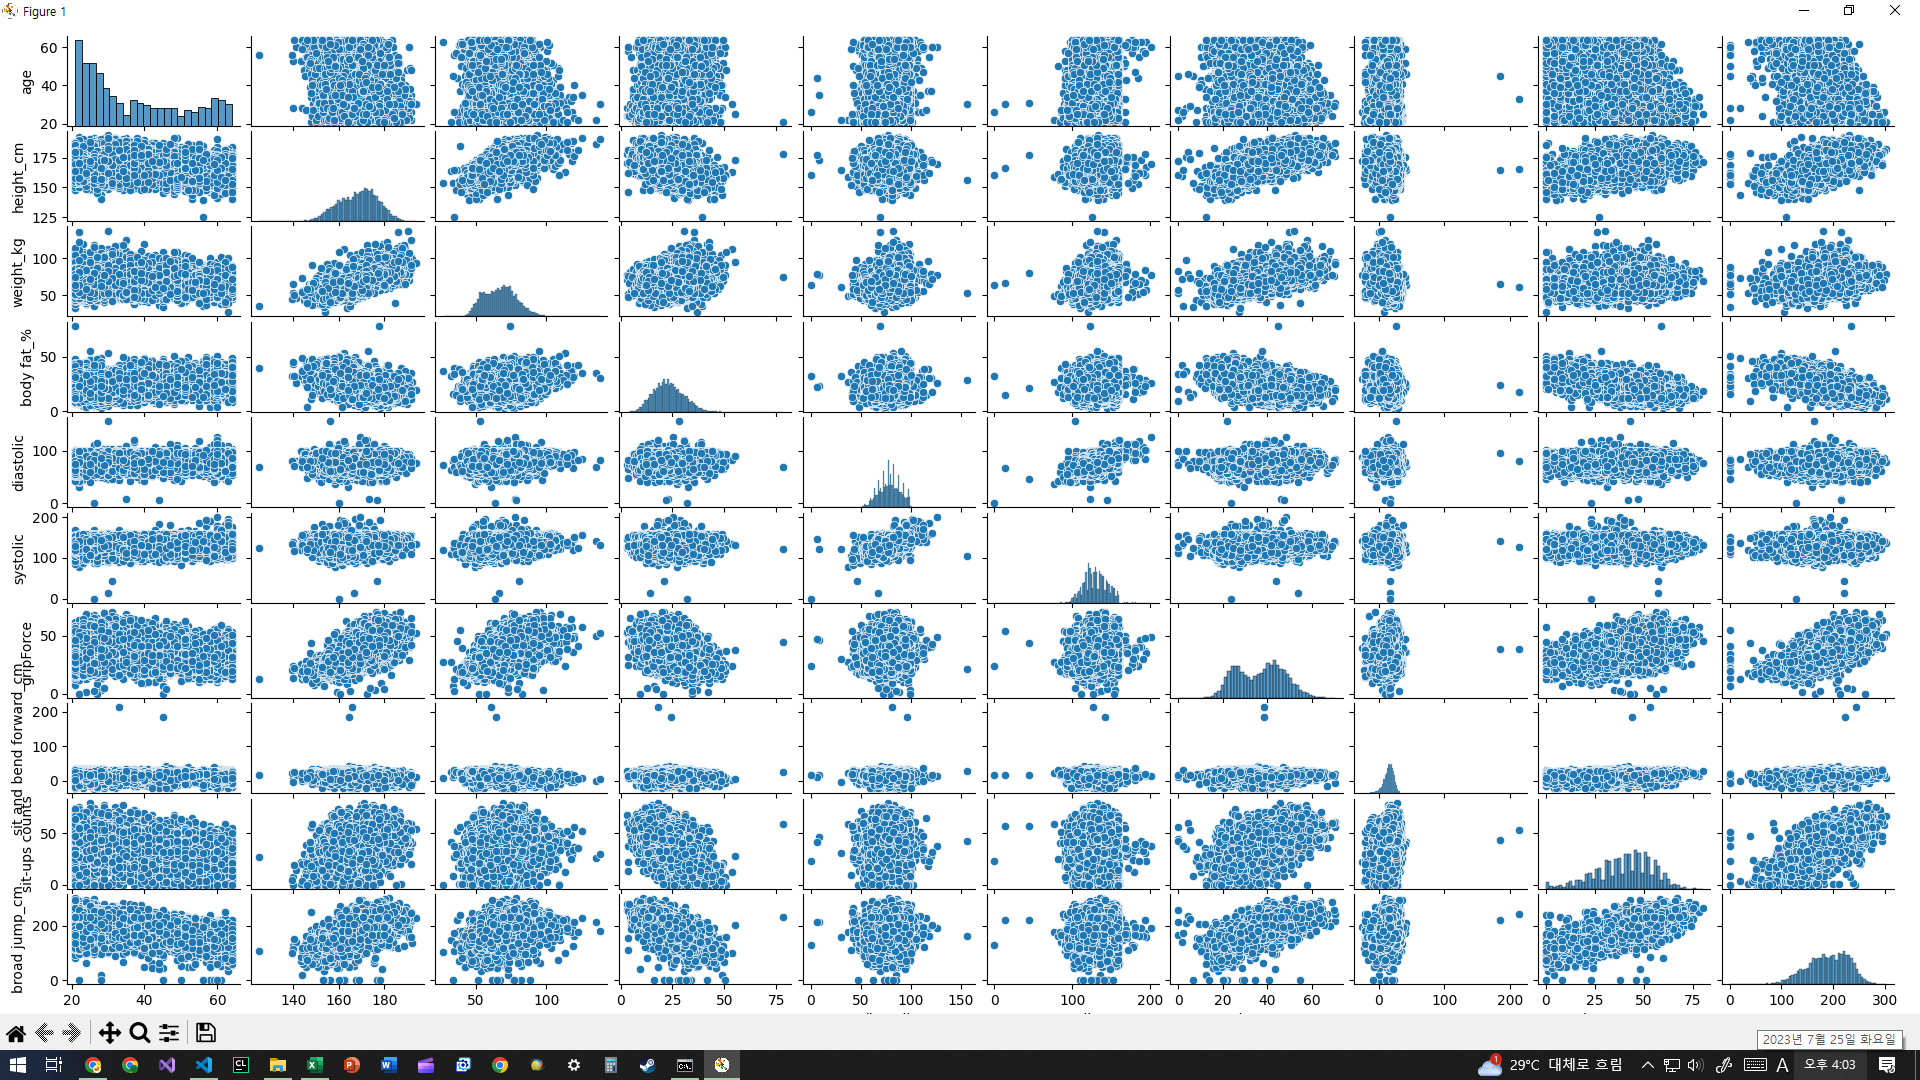 Figure 1
60
40
20
age
175
150
125
height_cm
100
50
weight_kg
50
0
body fat_%
100
0
diastolic
200
100
0
systolic
50
0
gripForce
200
100
0
sit and bend forward_cm
50
0
sit-ups counts
200
0
broad jump_cm
20 40 60
140 160 180
50 100
0 25 50 75
0 50 100 150
0 100 200
0 20 40 60
0 100 200
0 25 50 75
0 100 200 300
2023년 7월 25일 화요일
1
29°C 대체로 흐림
A
오후 4:03